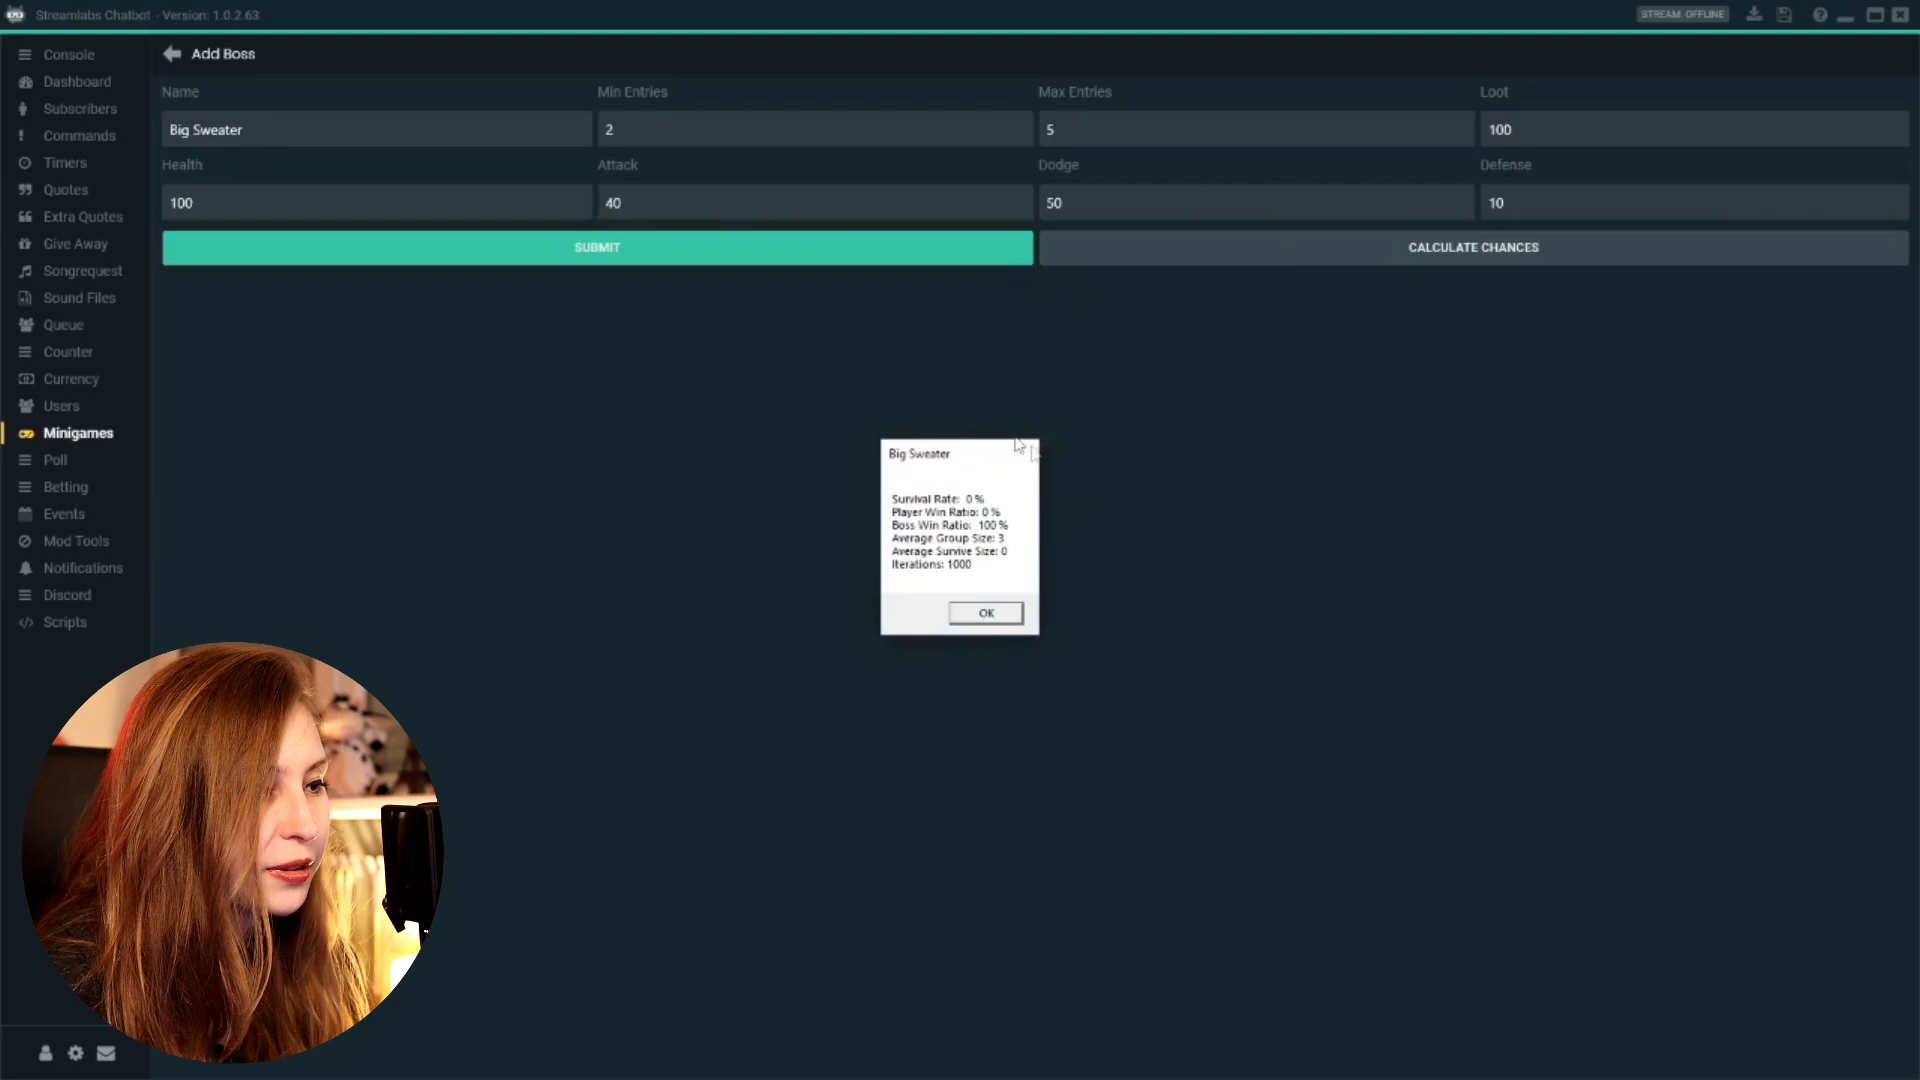 Streamlabs Chatbot - Version: 1.0.2.63
STREAM: OFFLINE
Console
Dashboard
Subscribers
Commands
Timers
Quotes
Extra Quotes
Give Away
Songrequest
Sound Files
Queue
Counter
Currency
Users
Minigames
Poll
Betting
Events
Mod Tools
Notifications
Discord
Scripts
Add Boss
Name Min Entries Max Entries Loot
Big Sweater 2 5 100
Health Attack Dodge Defense
100 40 50 10
SUBMIT CALCULATE CHANCES
Big Sweater
Survival Rate: 0 %
Player Win Ratio: 0 %
Boss Win Ratio: 100 %
Average Group Size: 3
Average Survive Size: 0
Iterations: 1000
OK